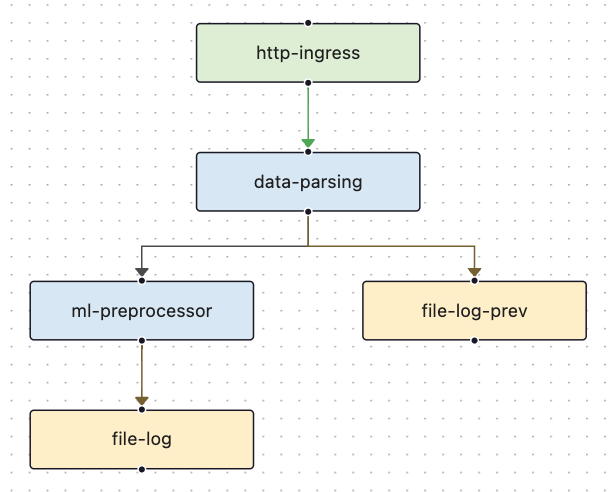 http-ingress
data-parsing
ml-preprocessor
file-log-prev
file-log